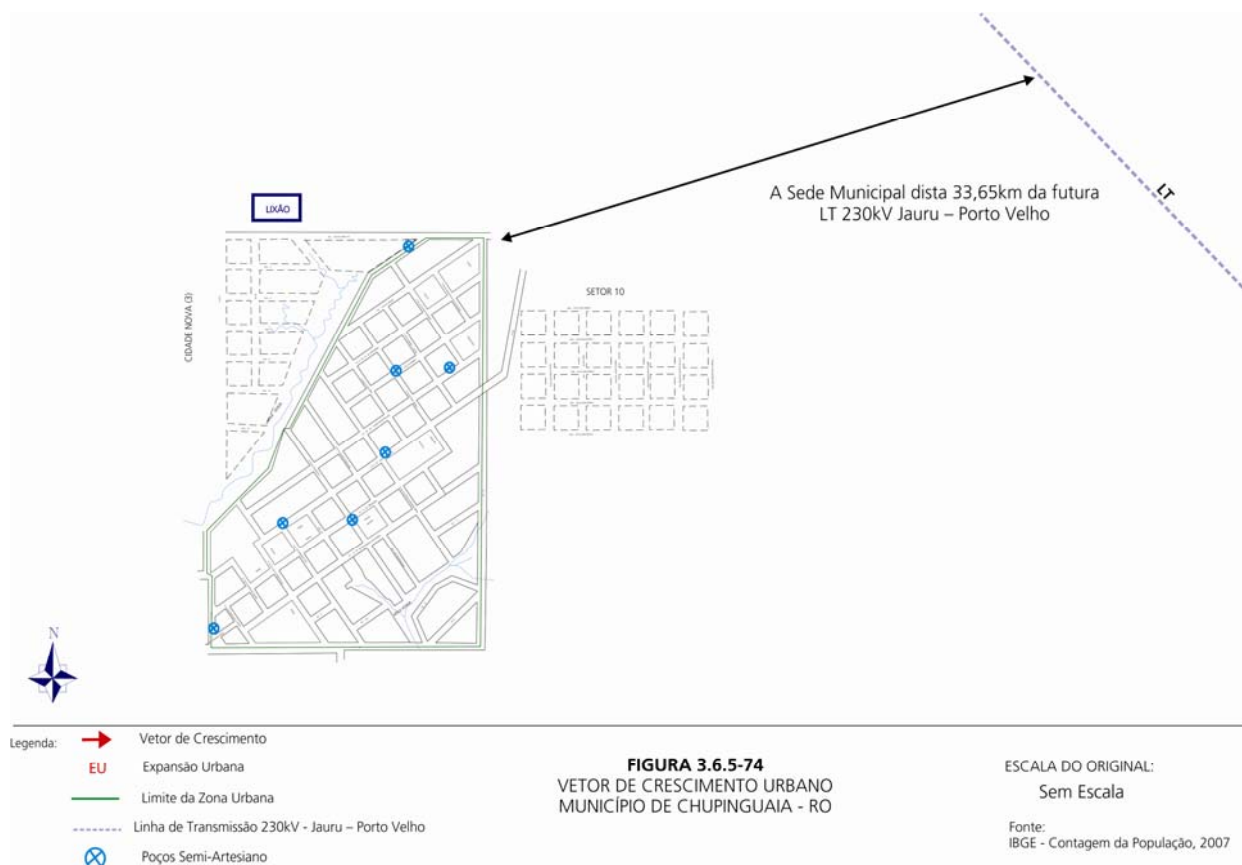 LT
A Sede Municipal dista 33,65km da futura
LT 230kV Jauru – Porto Velho
LIXÃO
CIDADE NOVA (3)
SETOR 10
N
Legenda:
Vetor de Crescimento
EU
Expansão Urbana
Limite da Zona Urbana
Linha de Transmissão 230kV - Jauru – Porto Velho
Poços Semi-Artesiano
FIGURA 3.6.5-74
VETOR DE CRESCIMENTO URBANO
MUNICÍPIO DE CHUPINGUAIA - RO
ESCALA DO ORIGINAL:
Sem Escala
Fonte:
IBGE - Contagem da População, 2007